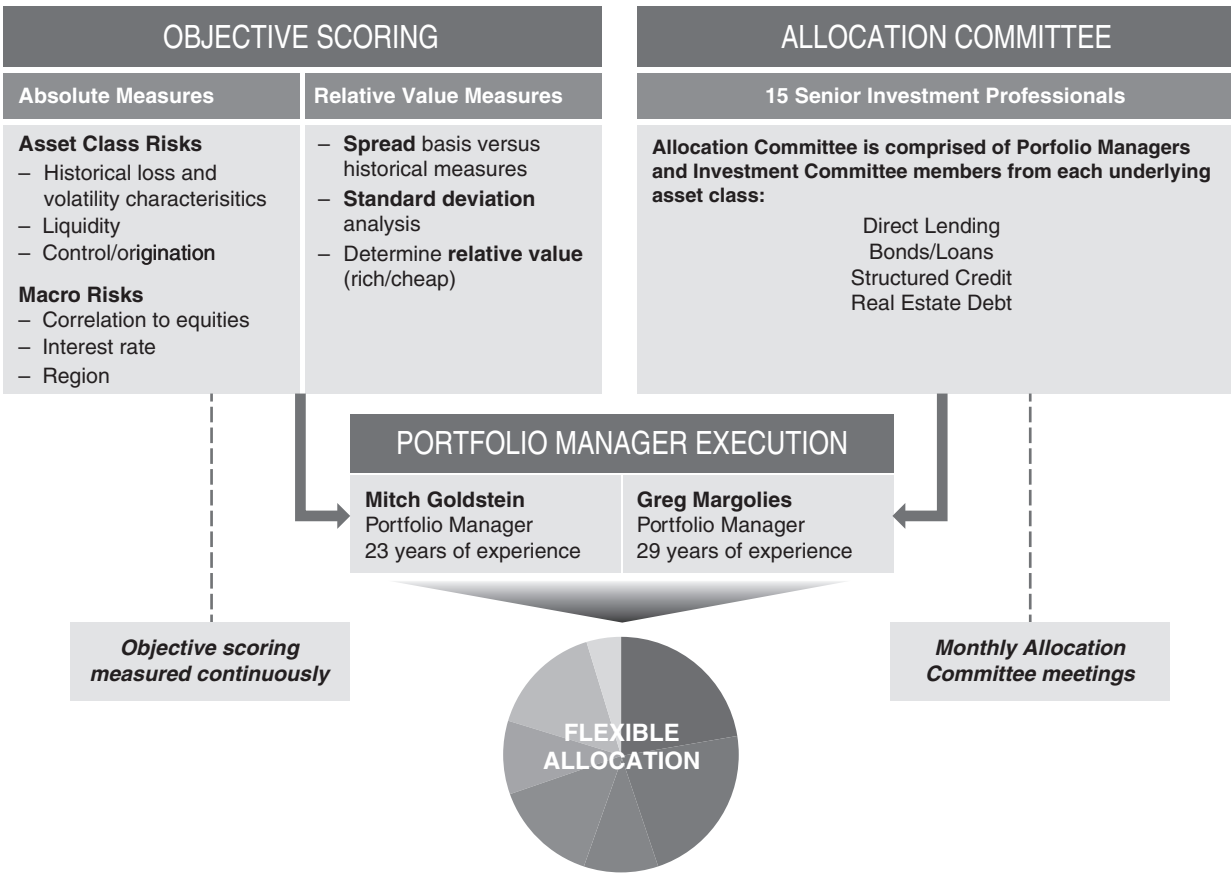 OBJECTIVE SCORING
Absolute Measures
Asset Class Risks
– Historical loss and
volatility characterisitics
– Liquidity
– Control/origination
Macro Risks
– Correlation to equities
– Interest rate
– Region
Relative Value Measures
– Spread basis versus
historical measures
– Standard deviation
analysis
– Determine relative value
(rich/cheap)
ALLOCATION COMMITTEE
15 Senior Investment Professionals
Allocation Committee is comprised of Porfolio Managers
and Investment Committee members from each underlying
asset class:
Direct Lending
Bonds/Loans
Structured Credit
Real Estate Debt
PORTFOLIO MANAGER EXECUTION
Mitch Goldstein
Portfolio Manager
23 years of experience
Greg Margolies
Portfolio Manager
29 years of experience
Objective scoring
measured continuously
Monthly Allocation
Committee meetings
FLEXIBLE
ALLOCATION